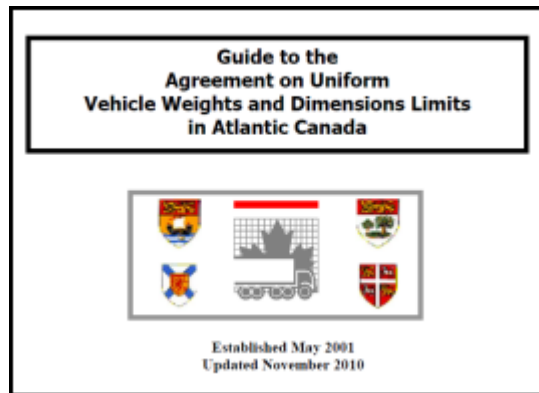 Guide to the
Agreement on Uniform
Vehicle Weights and Dimensions Limits
in Atlantic Canada
Established May 2001
Updated November 2010